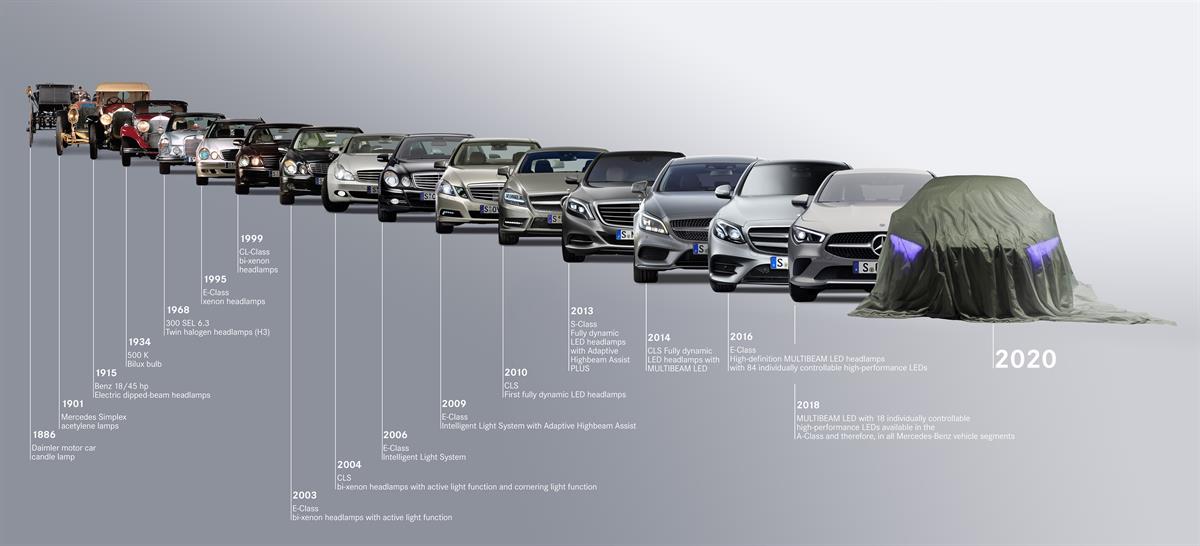 1886
Daimler motor car
candle lamp
1901
Mercedes Simplex
acetylene lamps
1915
Benz 18/45 hp
Electric dipped-beam headlamps
1934
500 K
Bilux bulb
1968
300 SEL 6.3
Twin halogen headlamps (H3)
1995
E-Class
xenon headlamps
1999
CL-Class
bi-xenon
headlamps
2003
E-Class
bi-xenon headlamps with active light function
2004
CLS
bi-xenon headlamps with active light function and cornering light function
2006
E-Class
Intelligent Light System
2009
E-Class
Intelligent Light System with Adaptive Highbeam Assist
2010
CLS
First fully dynamic LED headlamps
2013
S-Class
Fully dynamic
LED headlamps
with Adaptive
Highbeam Assist
PLUS
2014
CLS Fully dynamic
LED headlamps with
MULTIBEAM LED
2016
E-Class
High-definition MULTIBEAM LED headlamps
with 84 individually controllable high-performance LEDs
2018
MULTIBEAM LED with 18 individually controllable
high-performance LEDs available in the
A-Class and therefore, in all Mercedes-Benz vehicle segments
2020